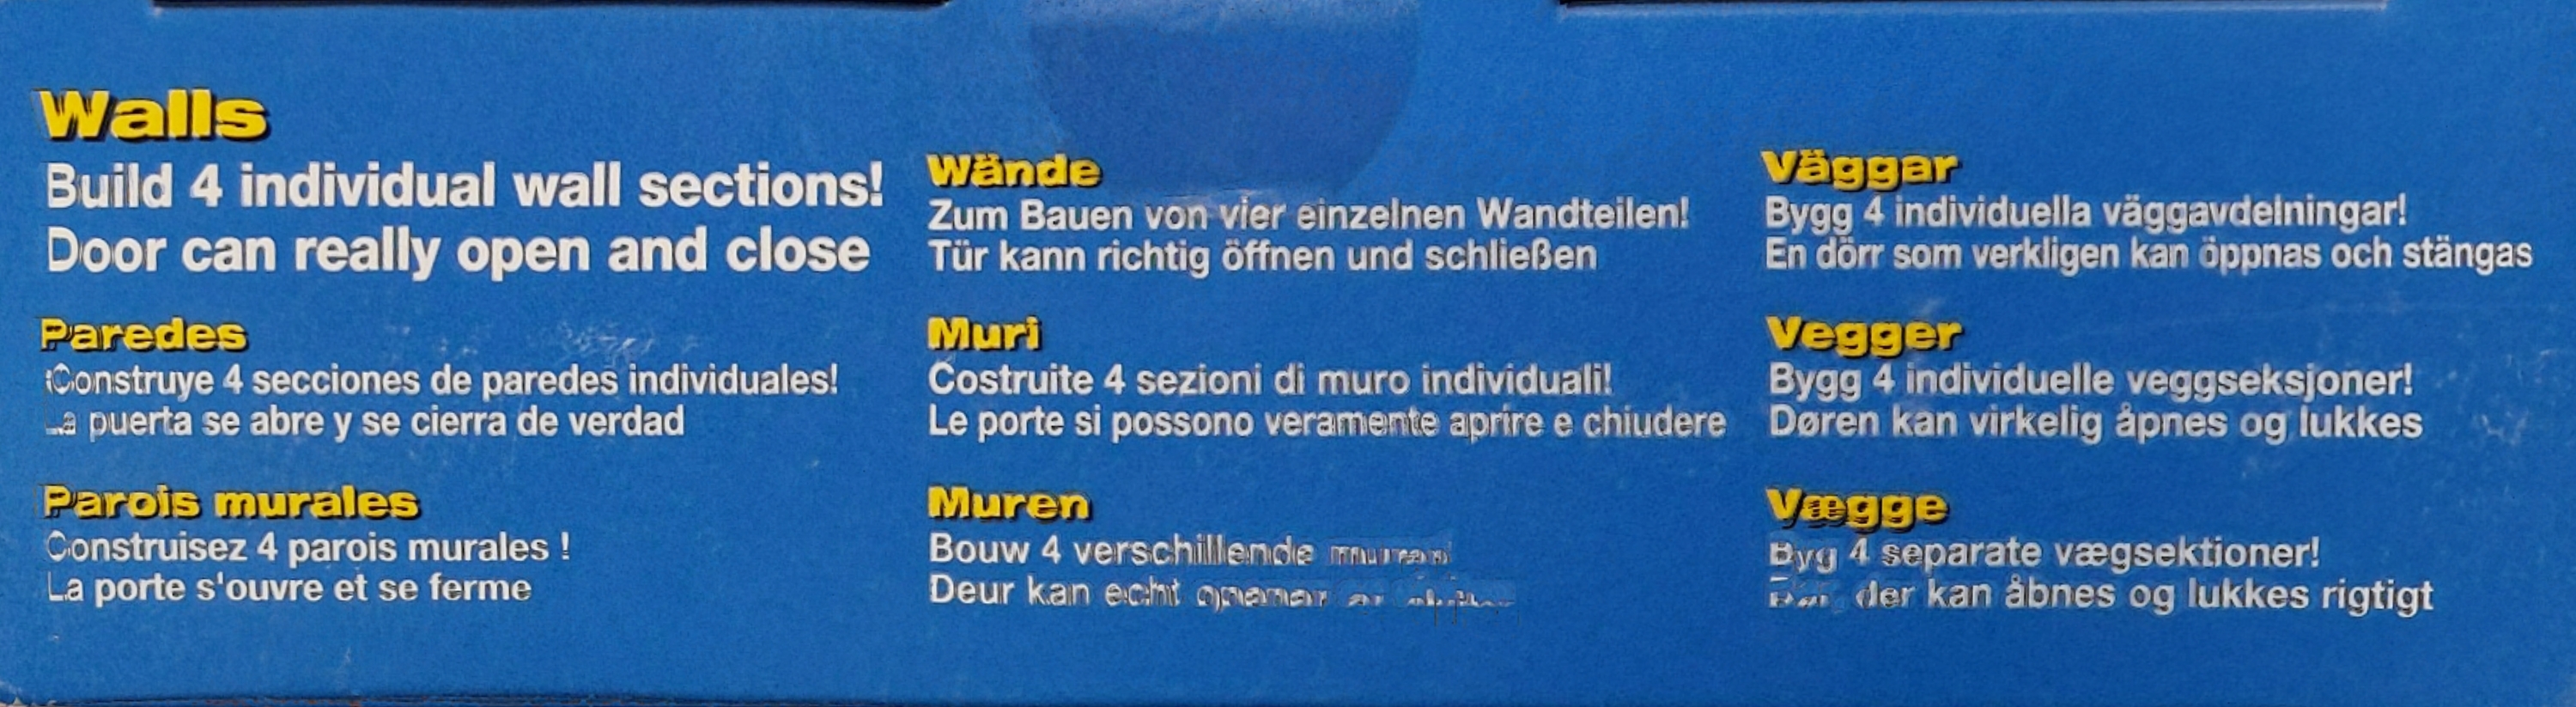 Walls
Build 4 individual wall sections!
Door can really open and close
Paredes
¡Construye 4 secciones de paredes individuales!
La puerta se abre y se cierra de verdad
Parois murales
Construisez 4 parois murales !
La porte s'ouvre et se ferme
Wände
Zum Bauen von vier einzelnen Wandteilen!
Tür kann richtig öffnen und schließen
Muri
Costruite 4 sezioni di muro individuali!
Le porte si possono veramente aprire e chiudere
Muren
Bouw 4 verschillende
Deur kan echt
Väggar
Bygg 4 individuella väggavdelningar!
En dörr som verkligen kan öppnas och stängas
Vegger
Bygg 4 individuelle veggseksjoner!
Døren kan virkelig åpnes og lukkes
Vægge
Byg 4 separate vægsektioner!
der kan åbnes og lukkes rigtigt